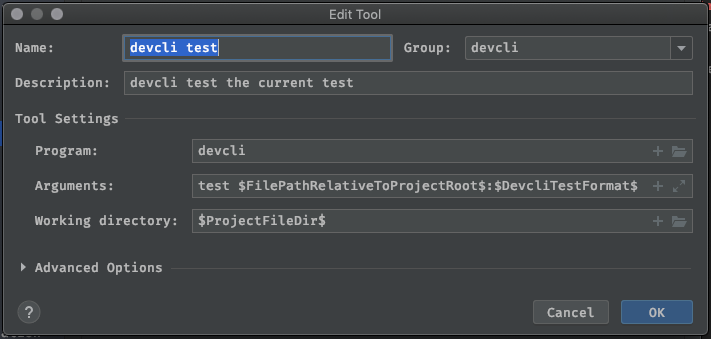 Edit Tool
Name: devcli test Group: devcli
Description: devcli test the current test
Tool Settings
Program: devcli
Arguments: test $FilePathRelativeToProjectRoot$:$DevcliTestFormat$
Working directory: $ProjectFileDir$
Advanced Options
? Cancel OK